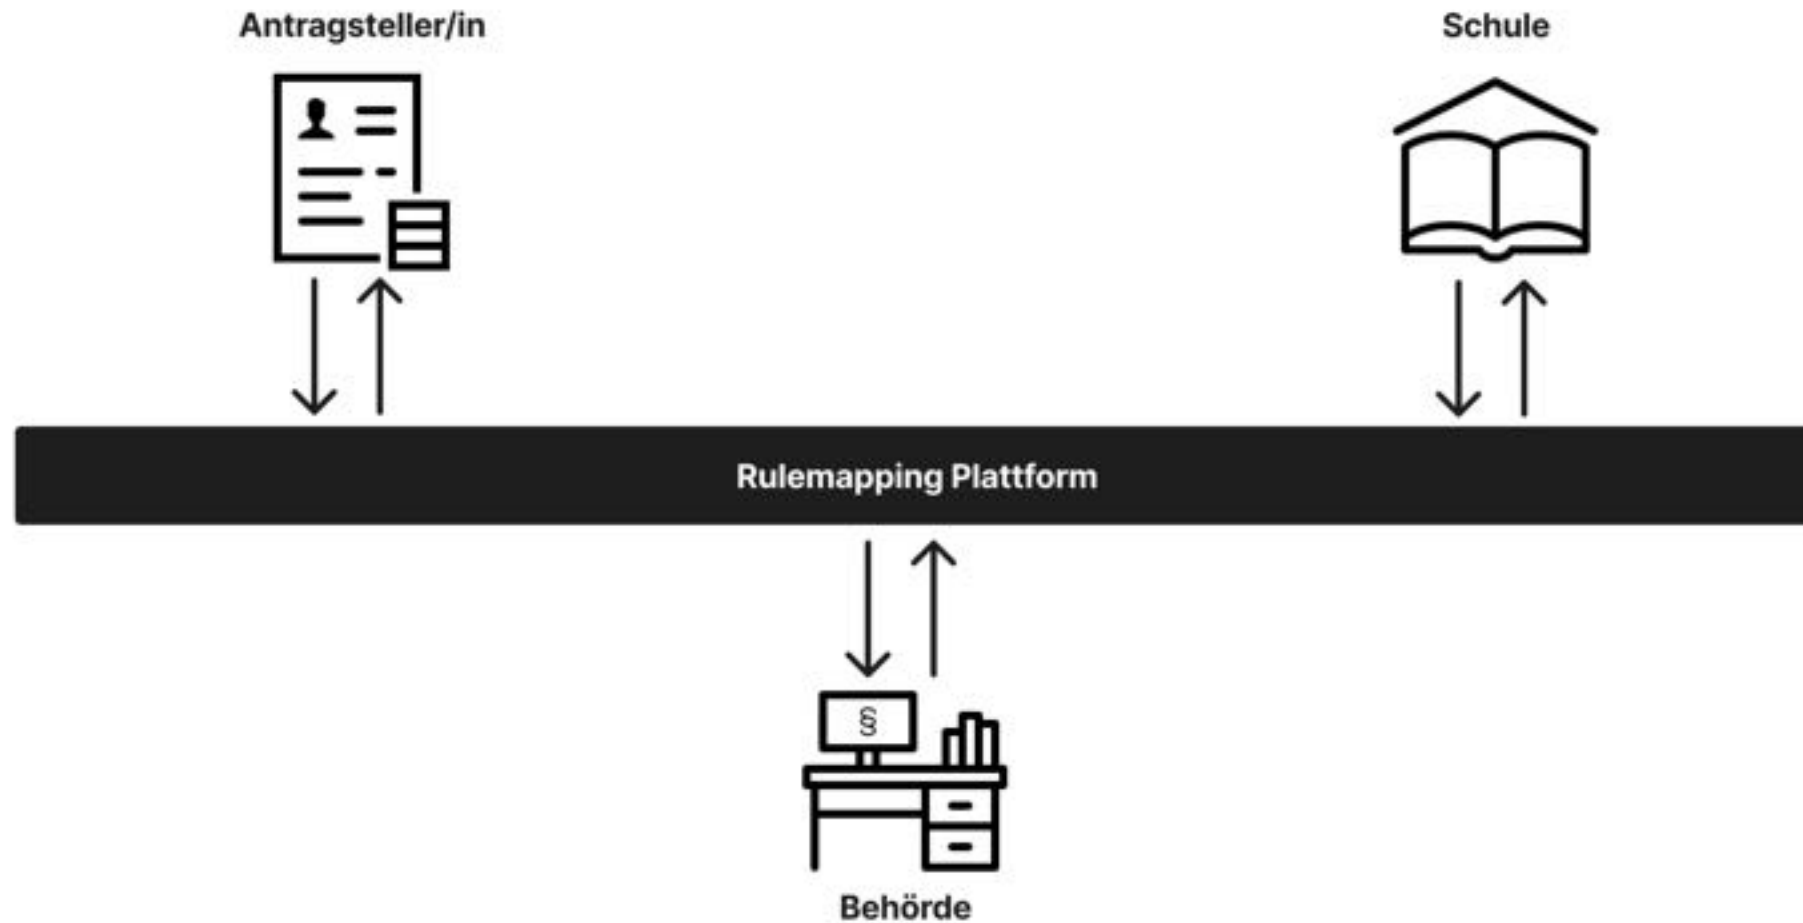 Antragsteller/in
Schule
Rulemapping Plattform
§
Behörde